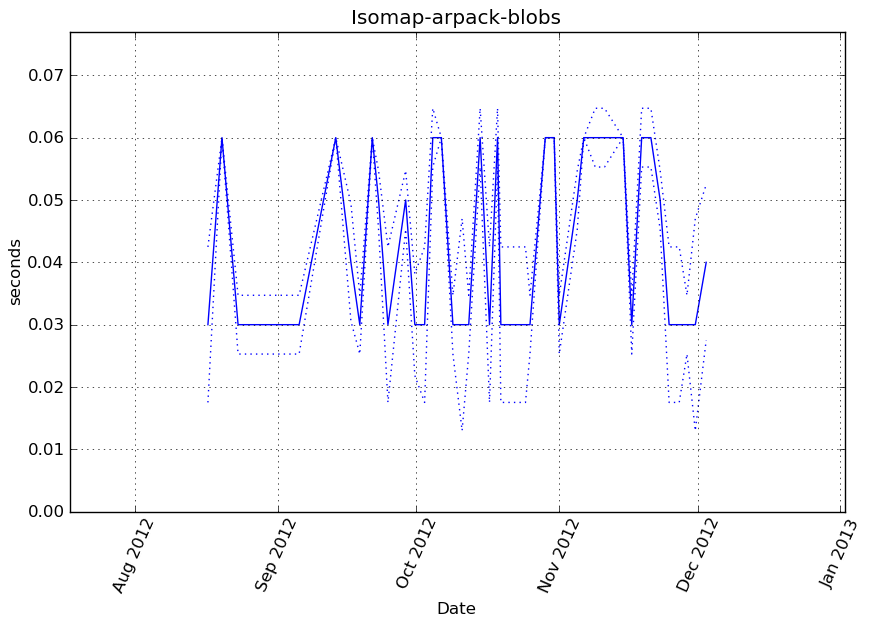 Isomap-arpack-blobs
0.07
0.06
0.05
0.04
0.03
0.02
0.01
0.00
seconds
Aug 2012
Sep 2012
Oct 2012
Nov 2012
Dec 2012
Jan 2013
Date